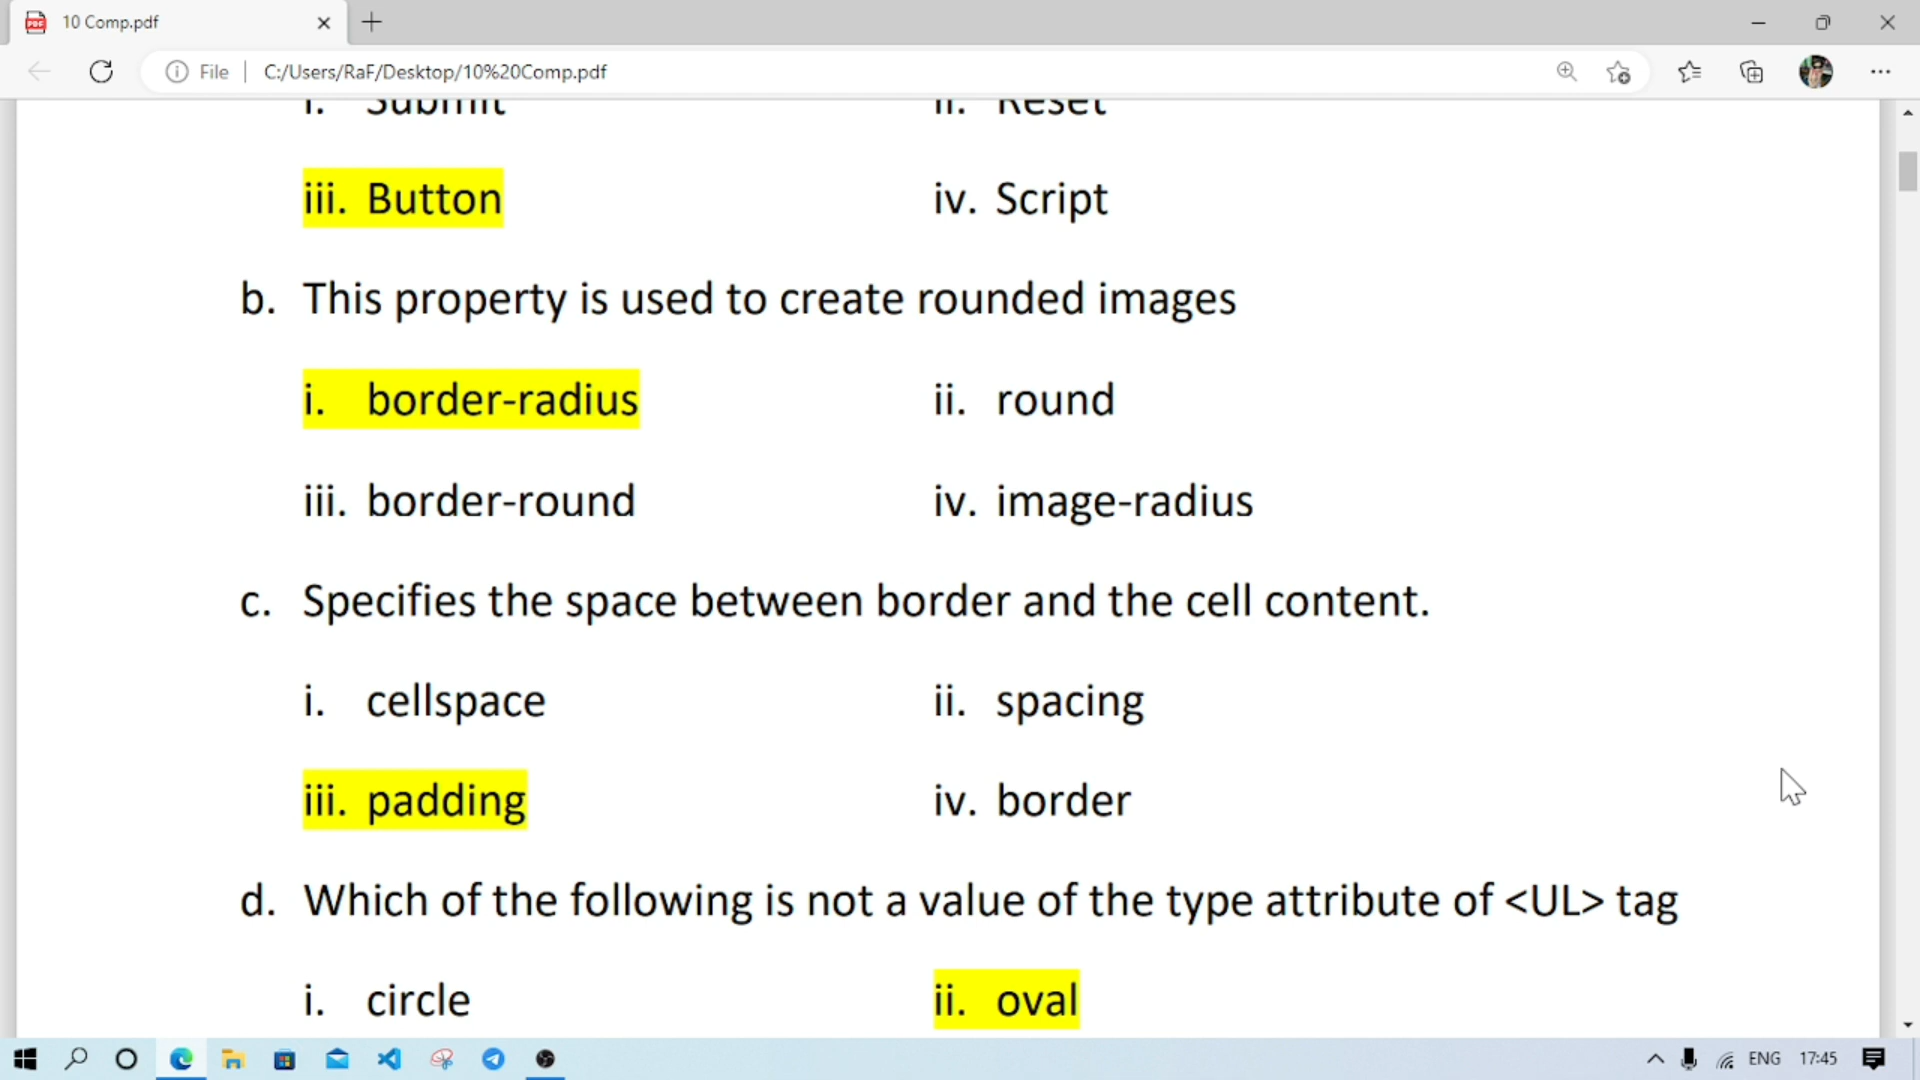 10 Comp.pdf
File C:/Users/RaF/Desktop/10%20Comp.pdf
i. Submit ii. Reset
iii. Button iv. Script
b. This property is used to create rounded images
i. border-radius ii. round
iii. border-round iv. image-radius
c. Specifies the space between border and the cell content.
i. cellspace ii. spacing
iii. padding iv. border
d. Which of the following is not a value of the type attribute of <UL> tag
i. circle ii. oval
ENG 17:45